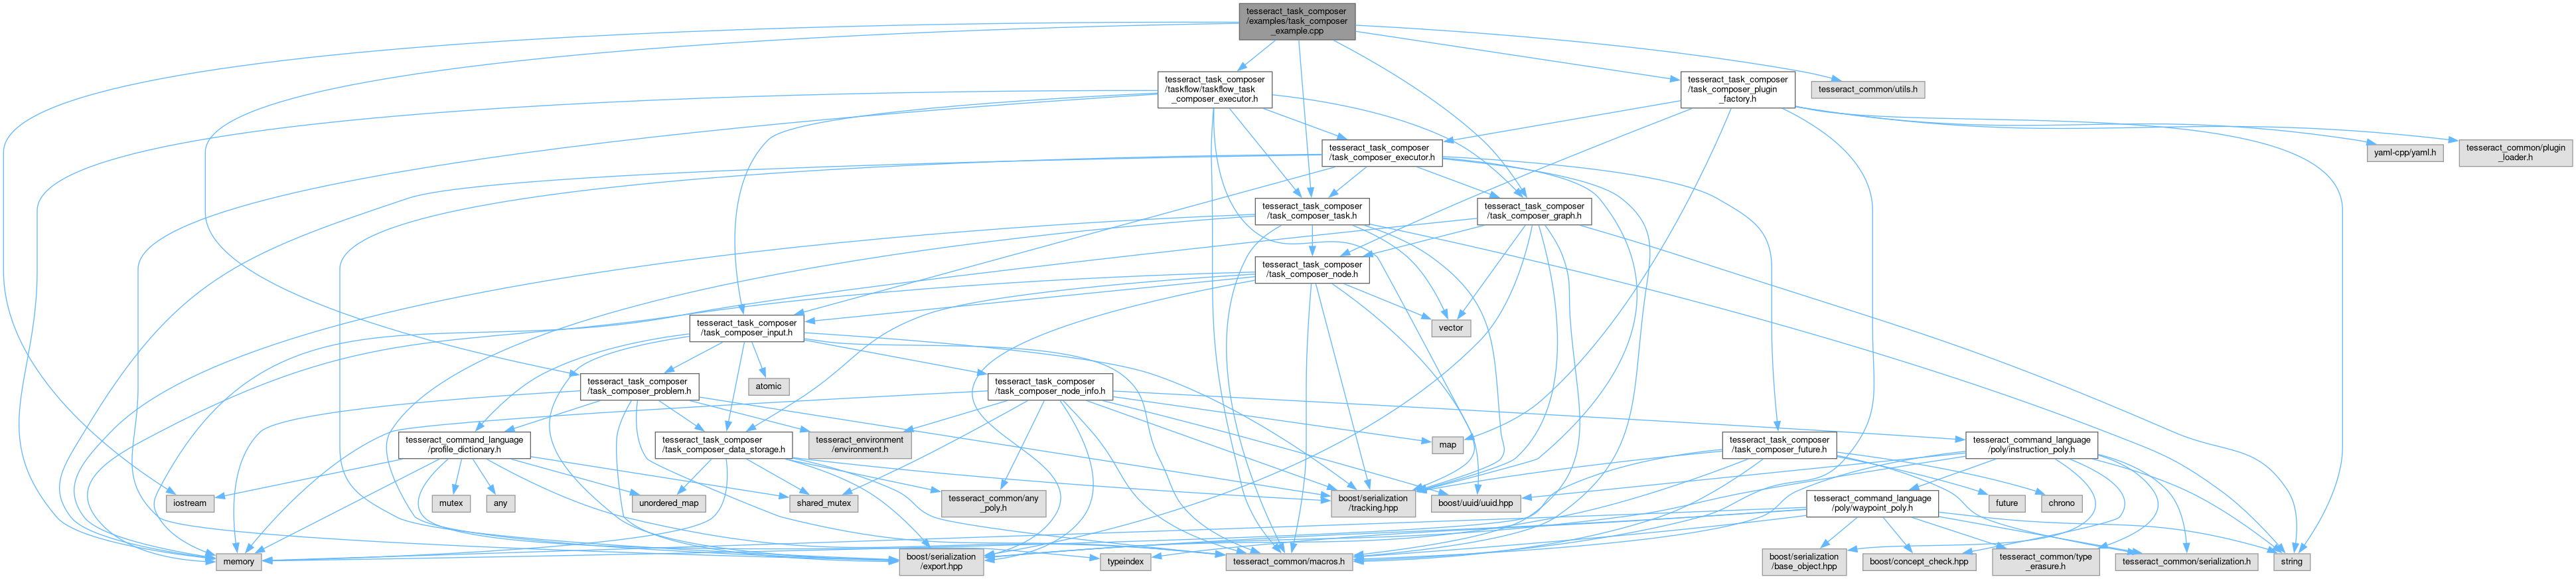 tesseract_task_composer
/examples/task_composer
_example.cpp
tesseract_task_composer
/taskflow/taskflow_task
_composer_executor.h
tesseract_task_composer
/task_composer_plugin
_factory.h
tesseract_common/utils.h
tesseract_task_composer
/task_composer_executor.h
yaml-cpp/yaml.h
tesseract_common/plugin
_loader.h
tesseract_task_composer
/task_composer_task.h
tesseract_task_composer
/task_composer_graph.h
tesseract_task_composer
/task_composer_node.h
tesseract_task_composer
/task_composer_input.h
vector
tesseract_task_composer
/task_composer_problem.h
atomic
tesseract_task_composer
/task_composer_node_info.h
tesseract_command_language
/profile_dictionary.h
tesseract_task_composer
/task_composer_data_storage.h
tesseract_environment
/environment.h
map
tesseract_task_composer
/task_composer_future.h
tesseract_command_language
/poly/instruction_poly.h
iostream
mutex
any
unordered_map
shared_mutex
tesseract_common/any
_poly.h
boost/serialization
/tracking.hpp
boost/uuid/uuid.hpp
tesseract_command_language
/poly/waypoint_poly.h
future
chrono
memory
boost/serialization
/export.hpp
typeindex
tesseract_common/macros.h
boost/serialization
/base_object.hpp
boost/concept_check.hpp
tesseract_common/type
_erasure.h
tesseract_common/serialization.h
string